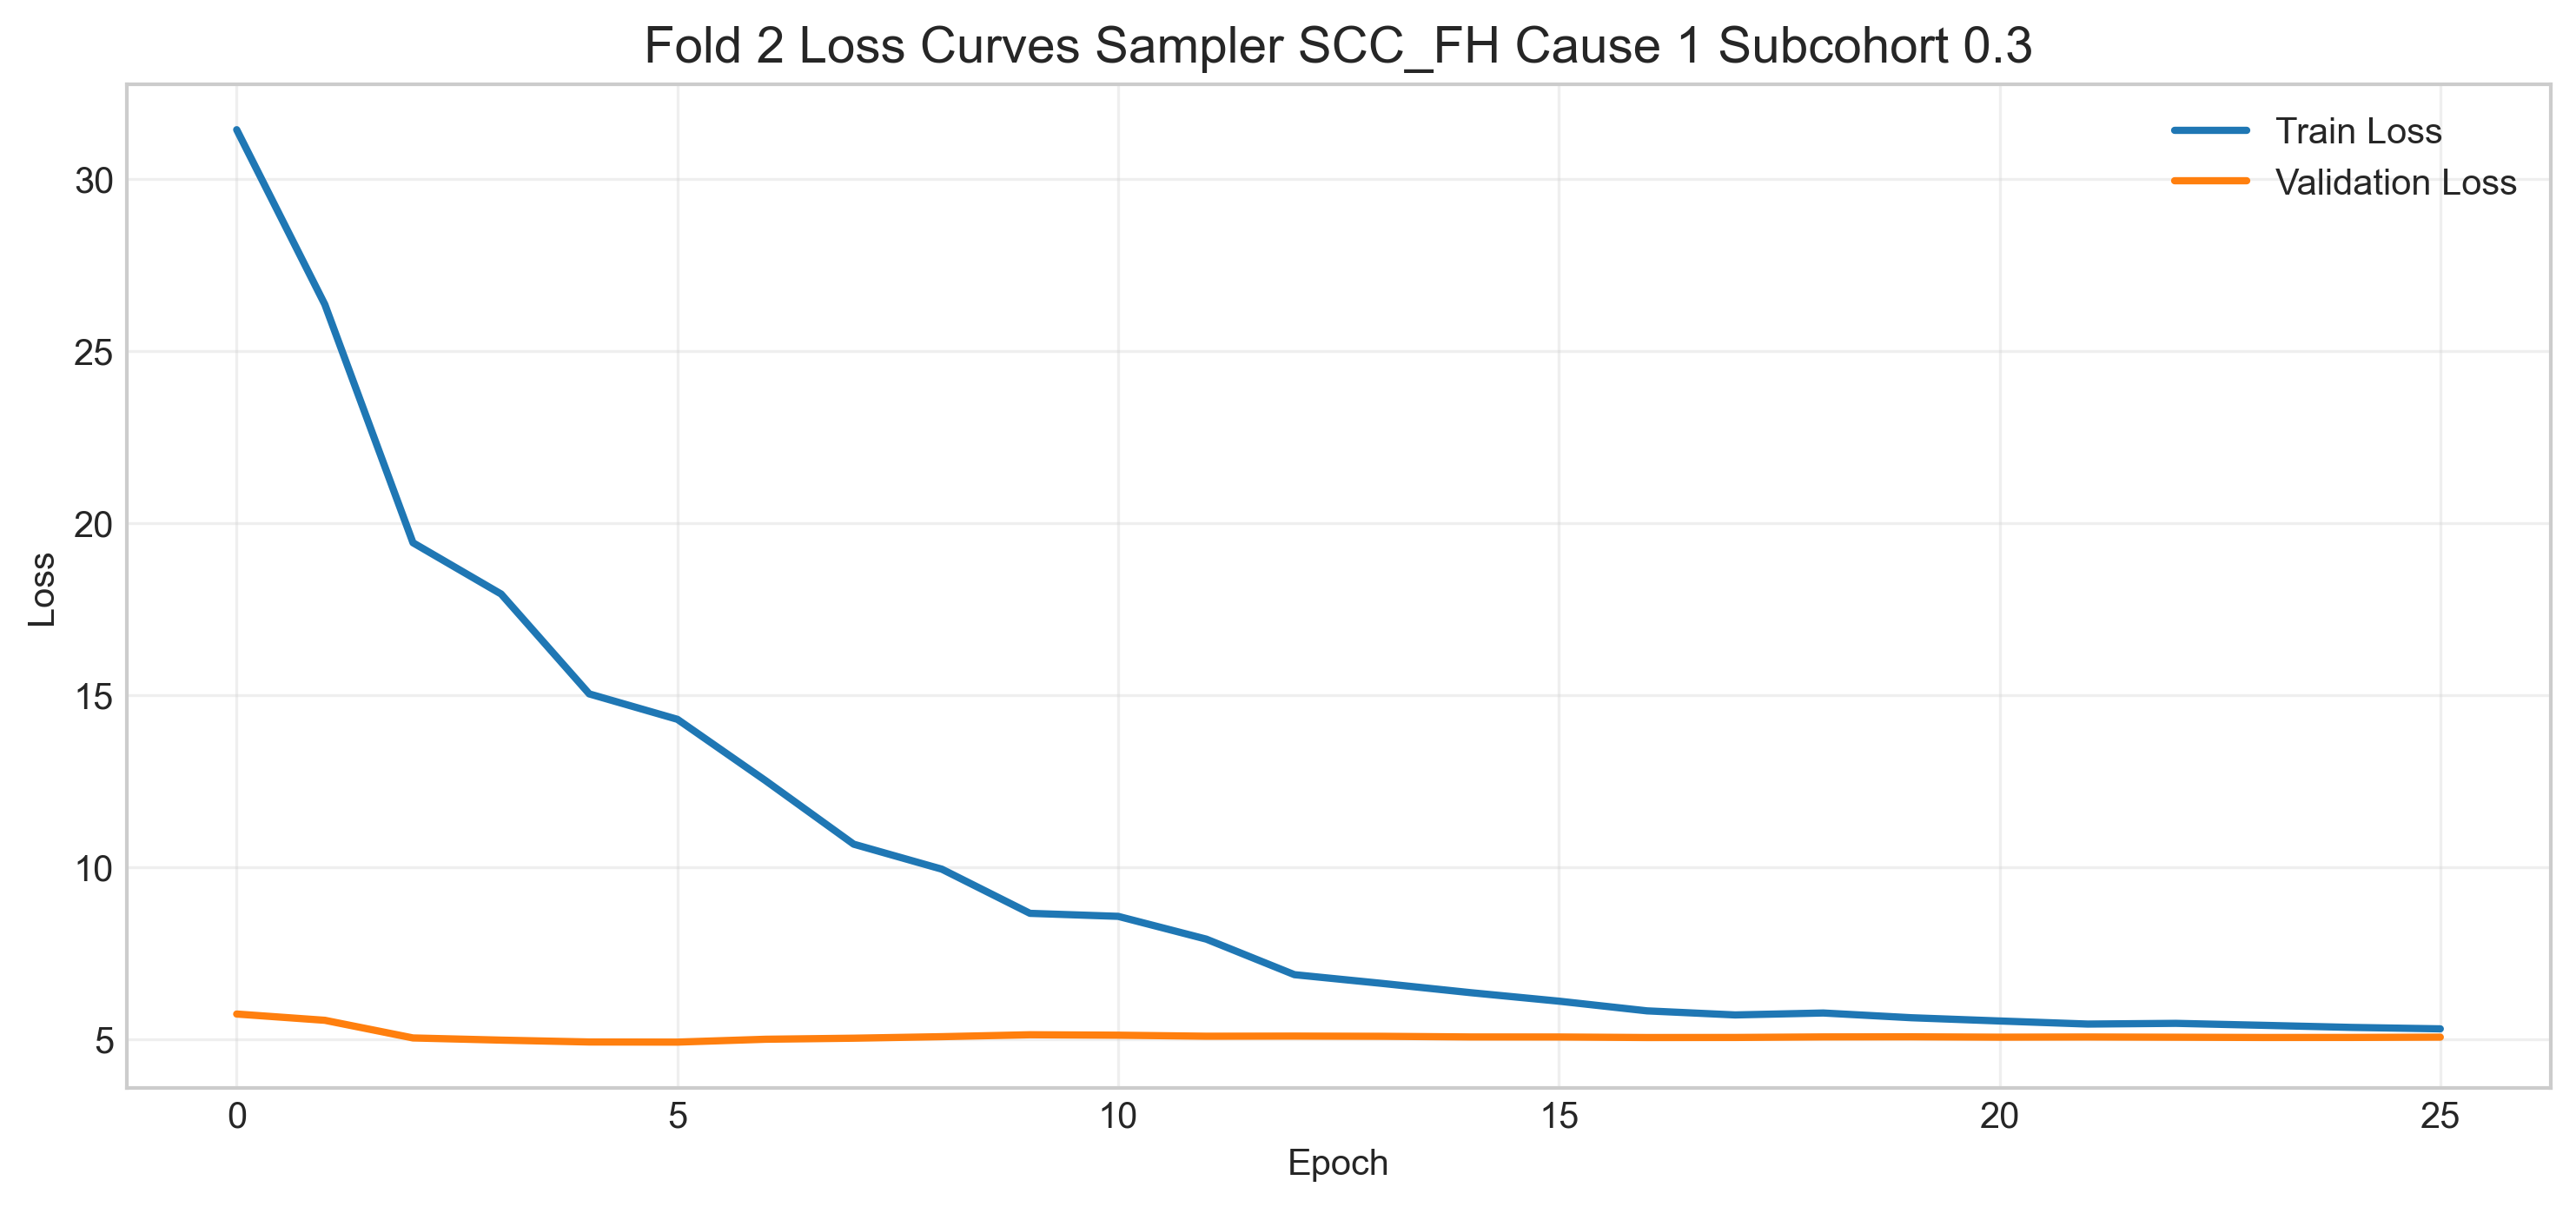 Fold 2 Loss Curves Sampler SCC_FH Cause 1 Subcohort 0.3
Train Loss
Validation Loss
30
25
20
15
10
5
Loss
0 5 10 15 20 25
Epoch